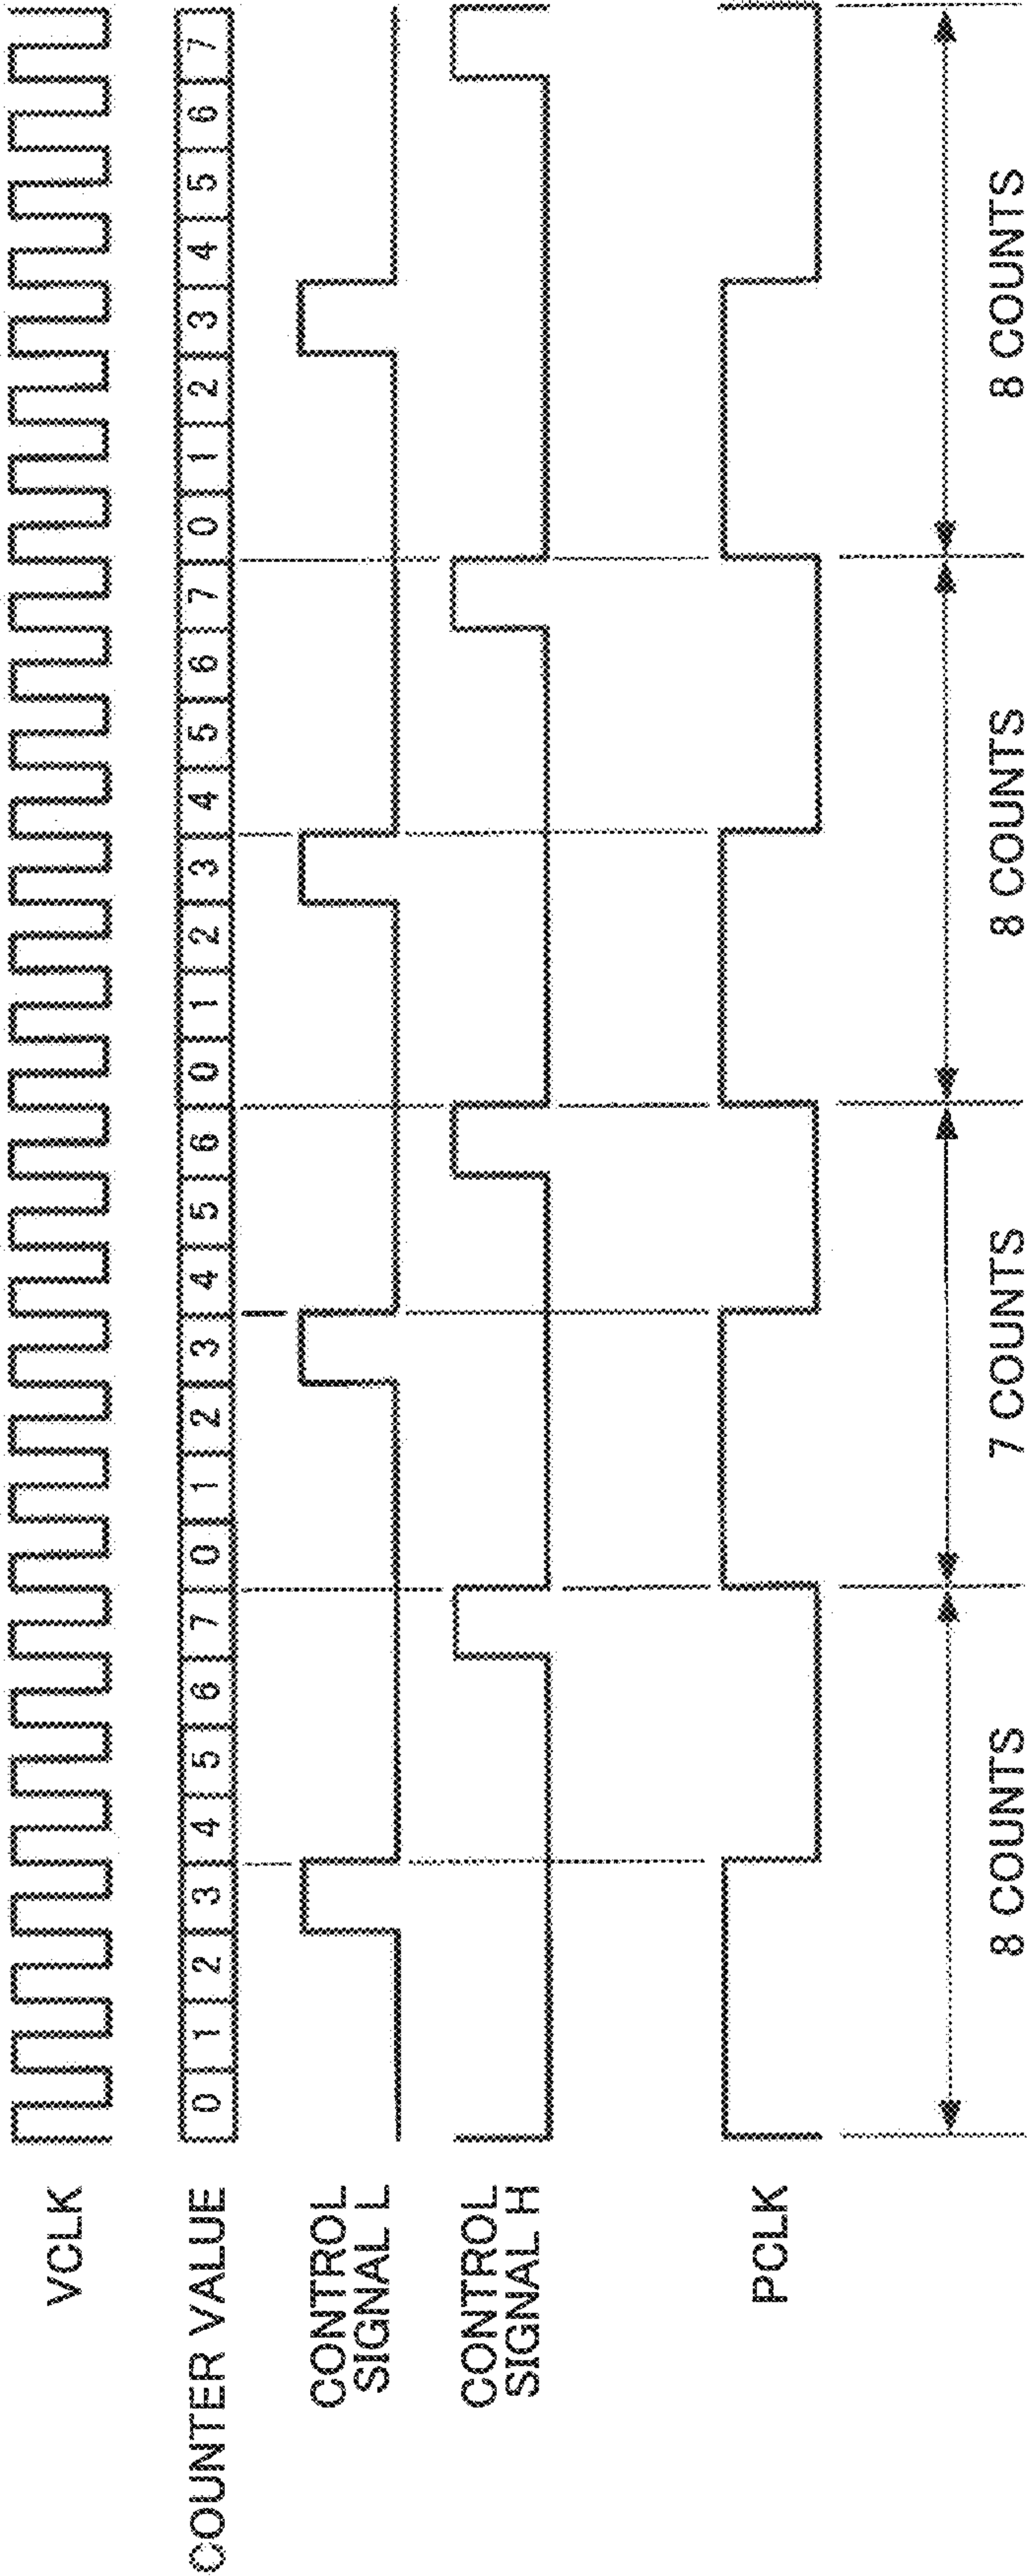 VCLK
COUNTER VALUE
0 1 2 3 4 5 6 7 0 1 2 3 4 5 6 0 1 2 3 4 5 6 7 0 1 2 3 4 5 6 7
CONTROL
SIGNAL L
CONTROL
SIGNAL H
PCLK
8 COUNTS
7 COUNTS
8 COUNTS
8 COUNTS